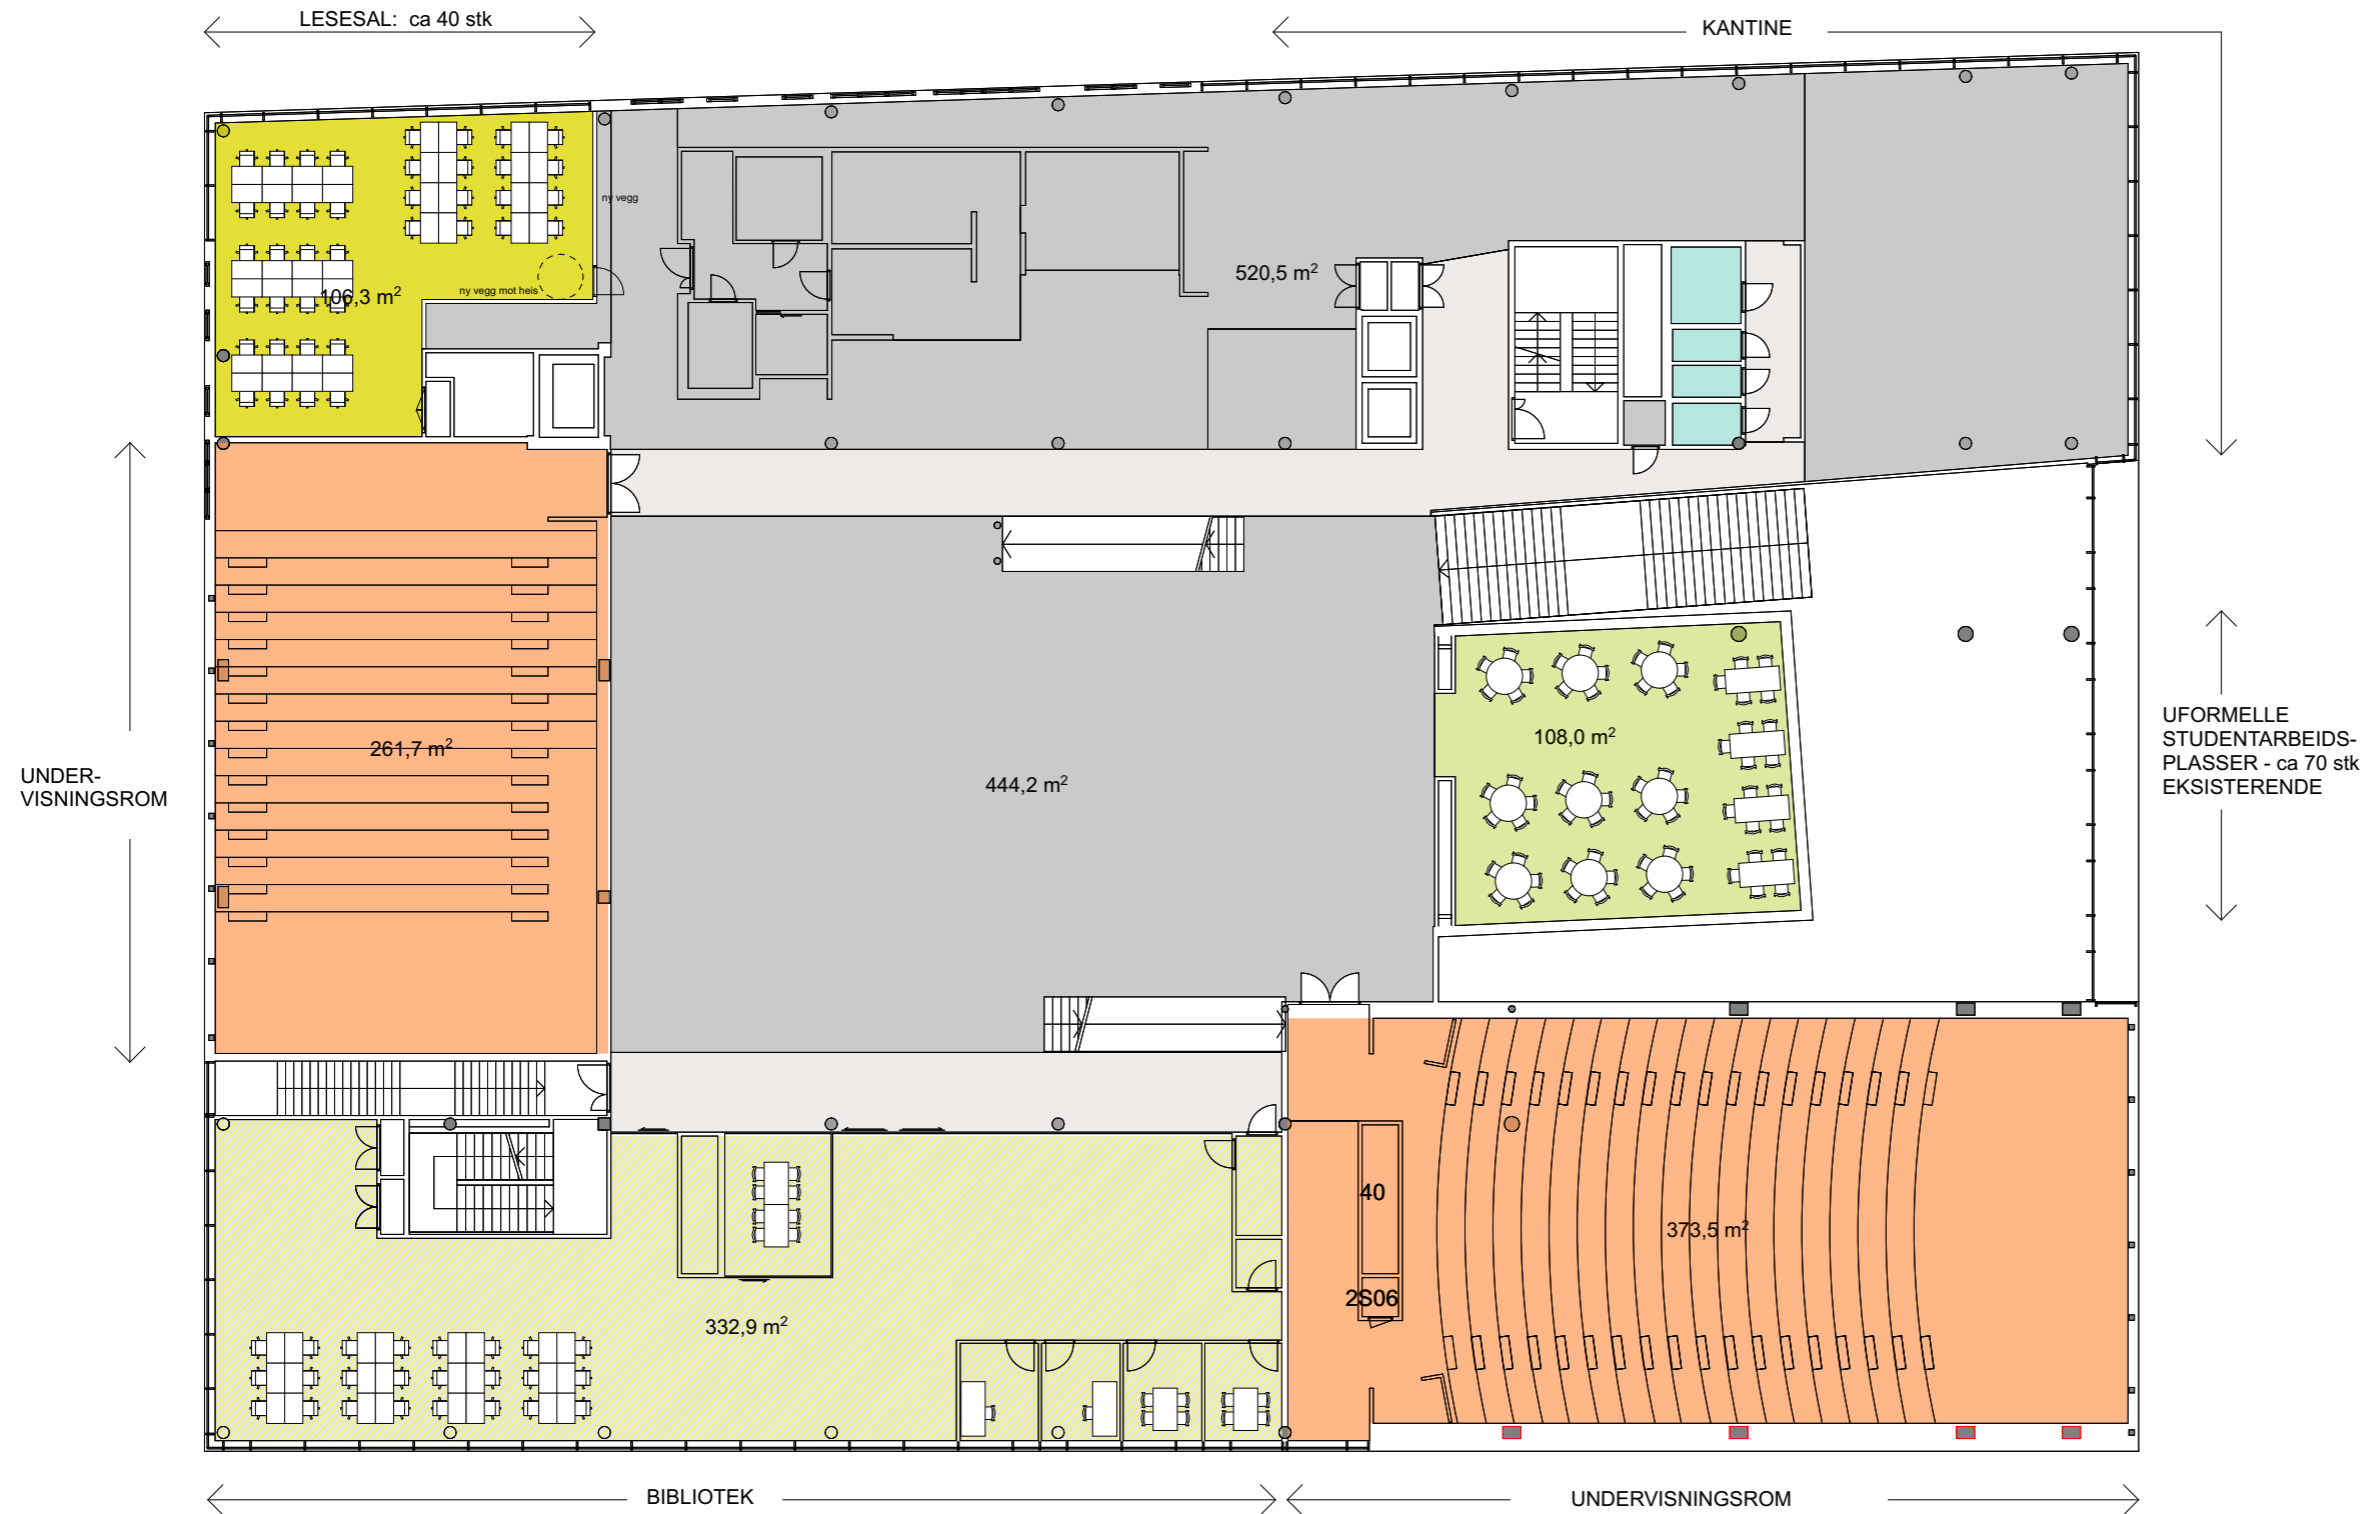 LESESAL: ca 40 stk
KANTINE
ny vegg
520,5 m²
ny vegg mot heis
106,3 m²
UNDER-
VISNINGSROM
261,7 m²
444,2 m²
108,0 m²
UFORMELLE
STUDENTARBEIDS-
PLASSER - ca 70 stk
EKSISTERENDE
40
373,5 m²
2S06
332,9 m²
BIBLIOTEK
UNDERVISNINGSROM